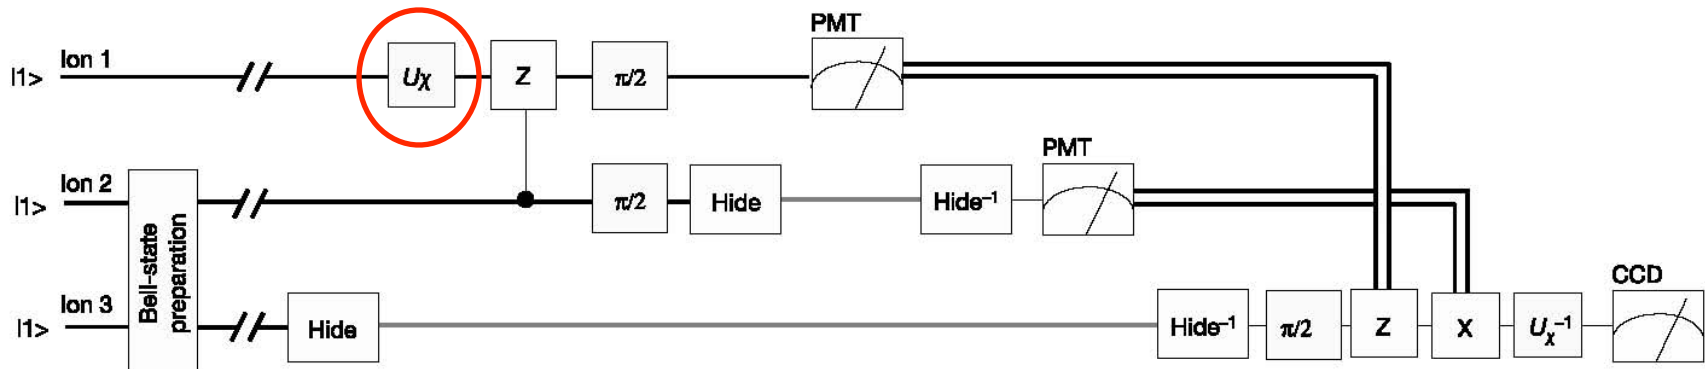 PMT
Ion 1
|1> Uχ Z π/2
PMT
Ion 2
|1> π/2 Hide Hide⁻¹
Bell-state
preparation
CCD
Ion 3
|1> Hide Hide⁻¹ π/2 Z X Uχ⁻¹